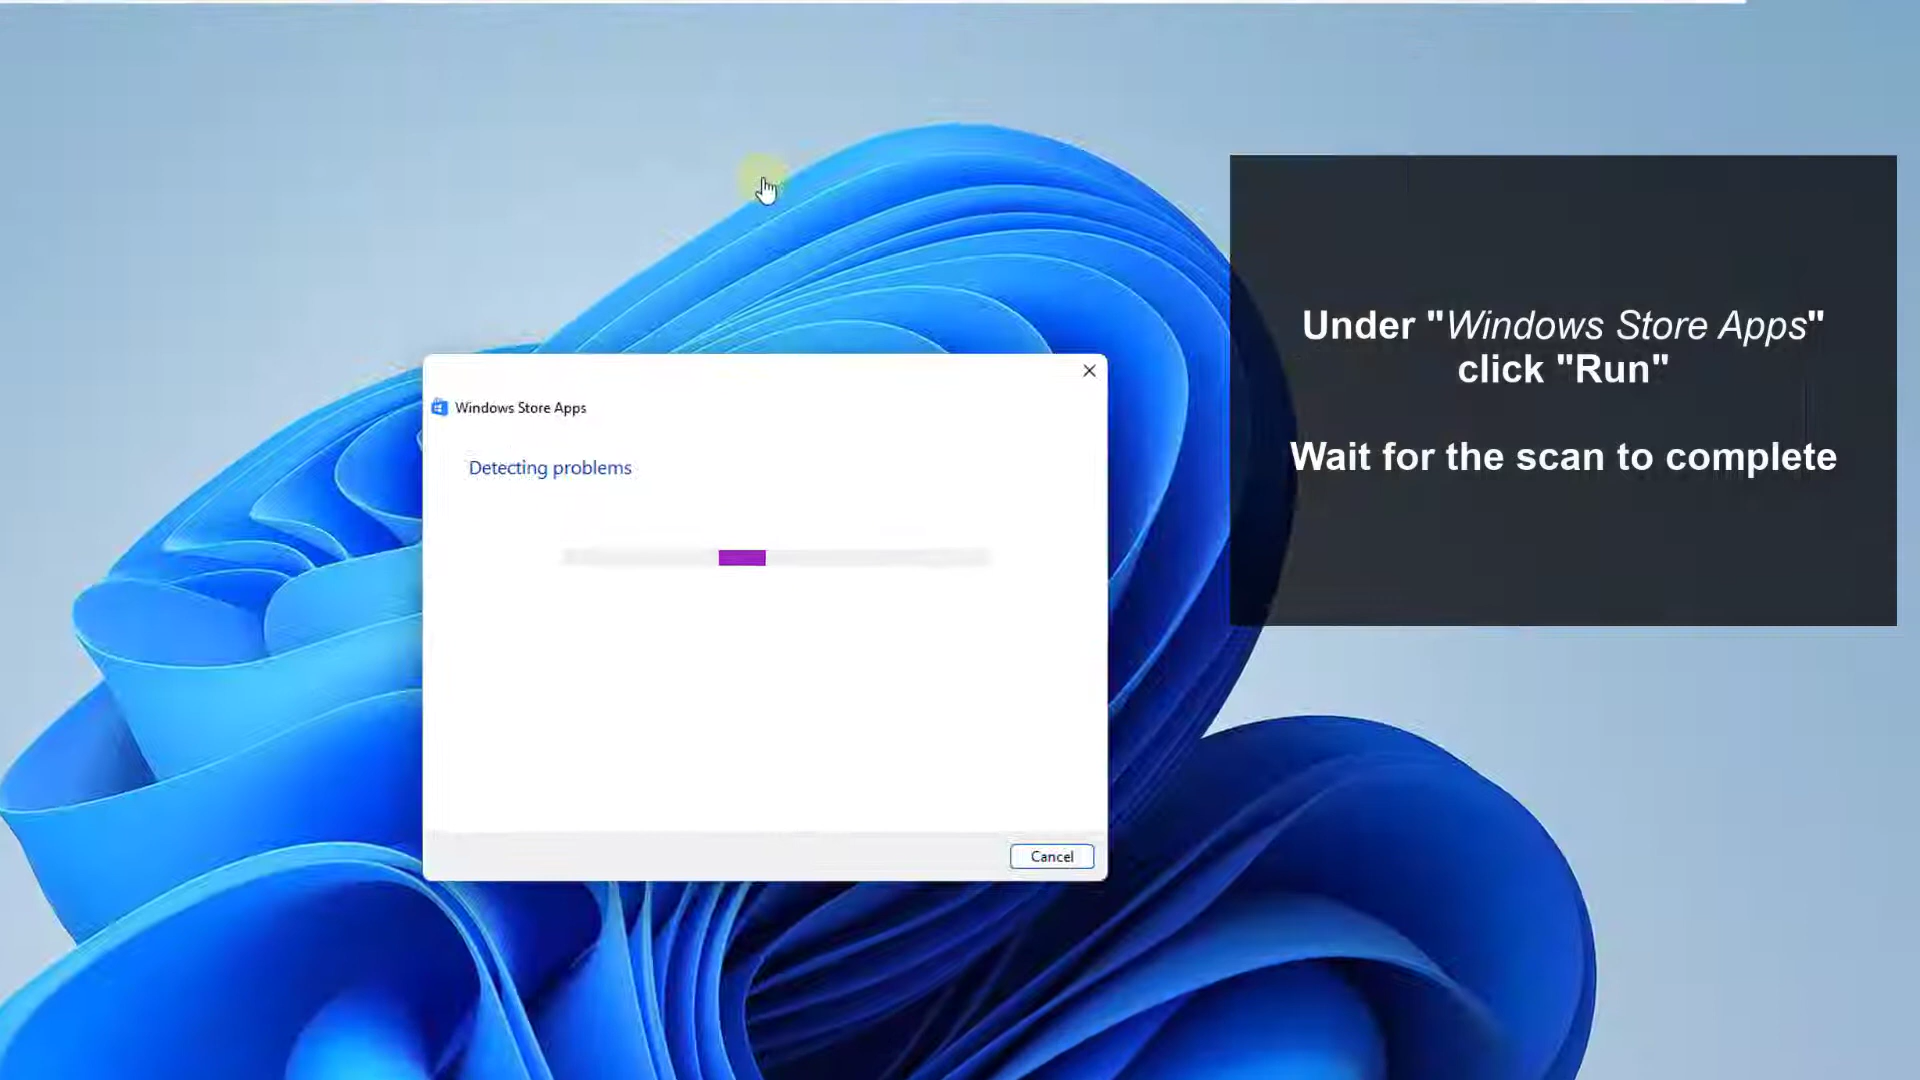 Windows Store Apps
Detecting problems
Cancel
Under "Windows Store Apps"
click "Run"
Wait for the scan to complete